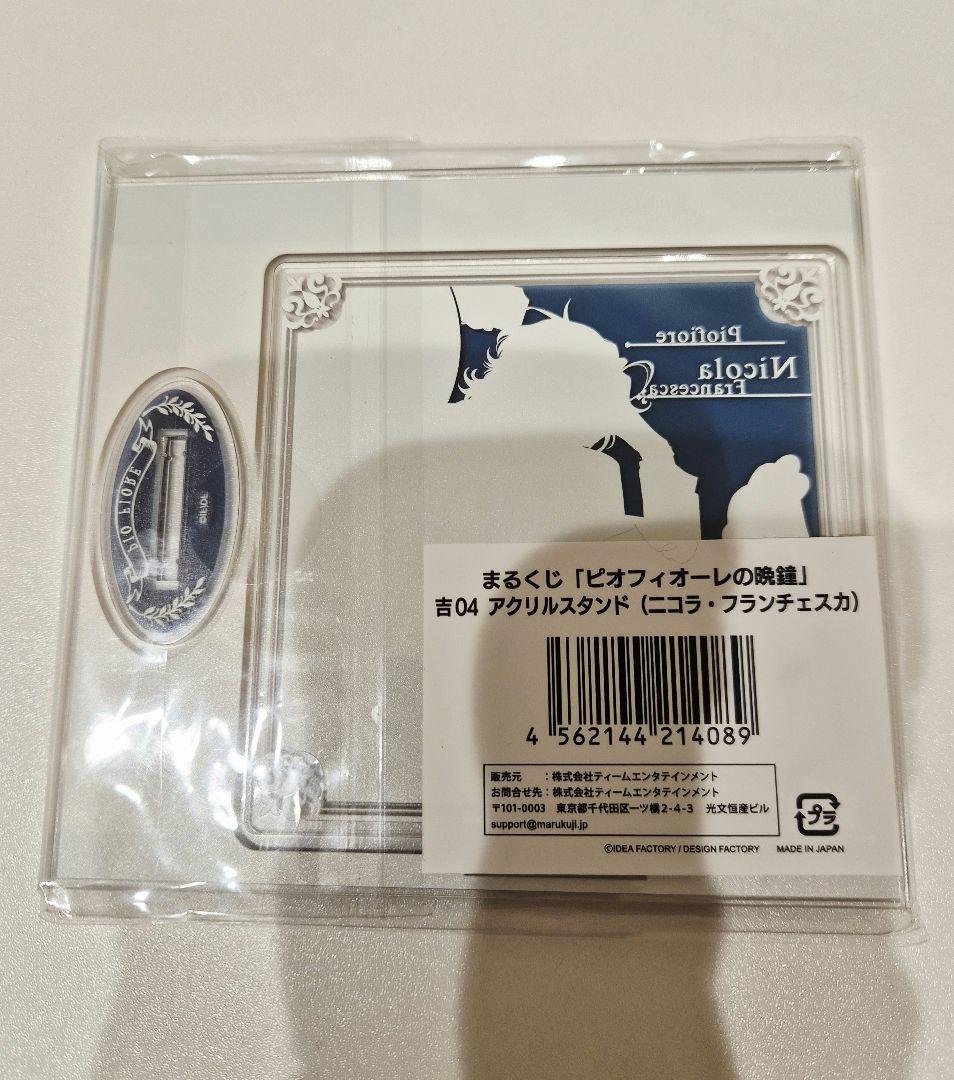 Piofiore
Nicola
Francesca
PIO FIORE
©IF/DF
まるくじ「ピオフィオーレの晩鐘」
吉04 アクリルスタンド（ニコラ・フランチェスカ）
4 562144 214089
販売元 ：株式会社ティームエンタテインメント
お問合せ先：株式会社ティームエンタテインメント
〒101-0003 東京都千代田区一ツ橋2-4-3 光文恒産ビル
support@marukuji.jp
プラ
©IDEA FACTORY / DESIGN FACTORY MADE IN JAPAN